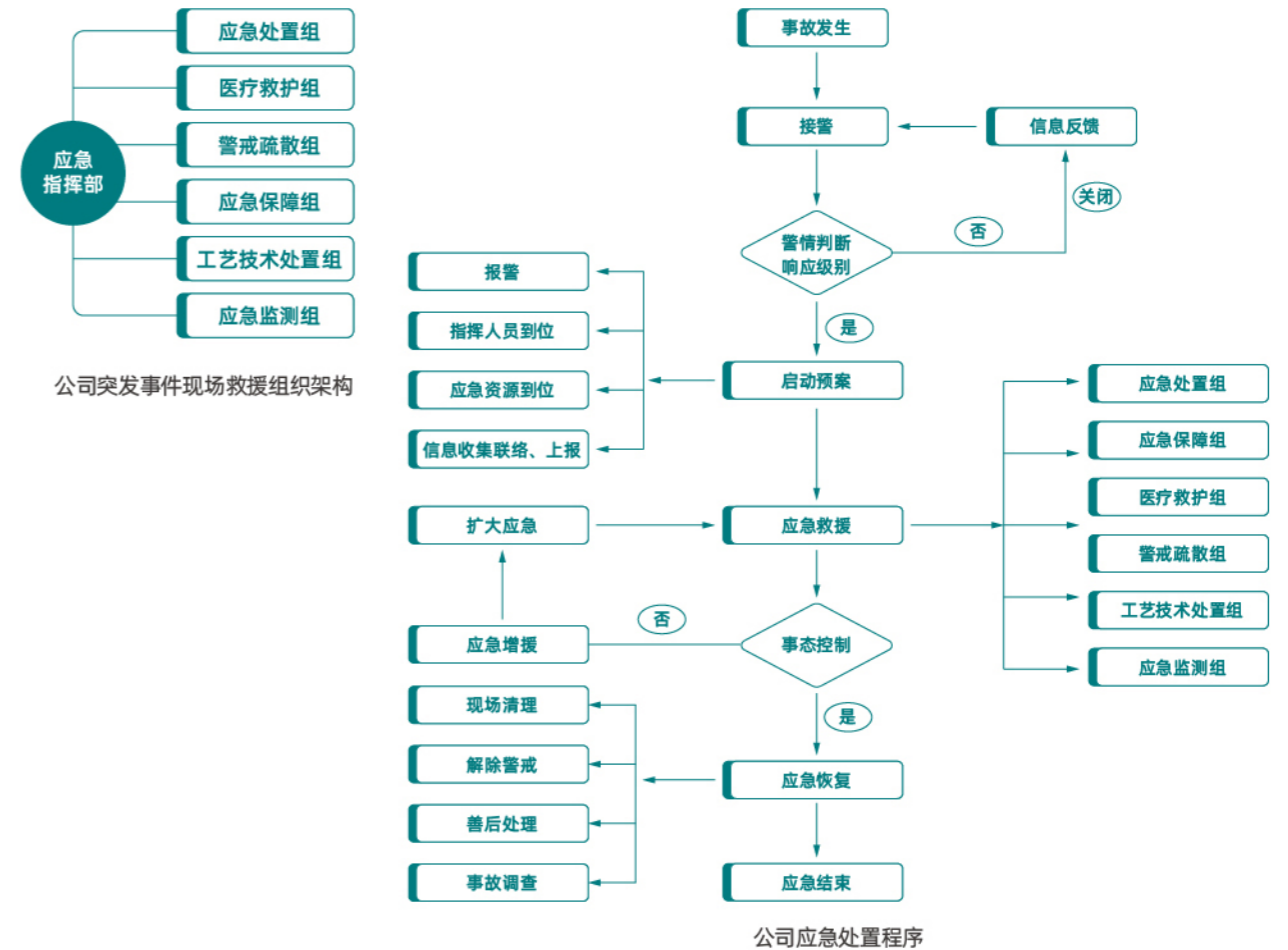 应急处置组
医疗救护组
警戒疏散组
应急
指挥部
应急保障组
工艺技术处置组
应急监测组
公司突发事件现场救援组织架构
事故发生
接警
信息反馈
关闭
警情判断
响应级别
否
是
报警
指挥人员到位
应急资源到位
信息收集联络、上报
启动预案
扩大应急
应急救援
应急处置组
应急保障组
医疗救护组
警戒疏散组
工艺技术处置组
应急监测组
应急增援
否
事态控制
是
现场清理
解除警戒
善后处理
事故调查
应急恢复
应急结束
公司应急处置程序